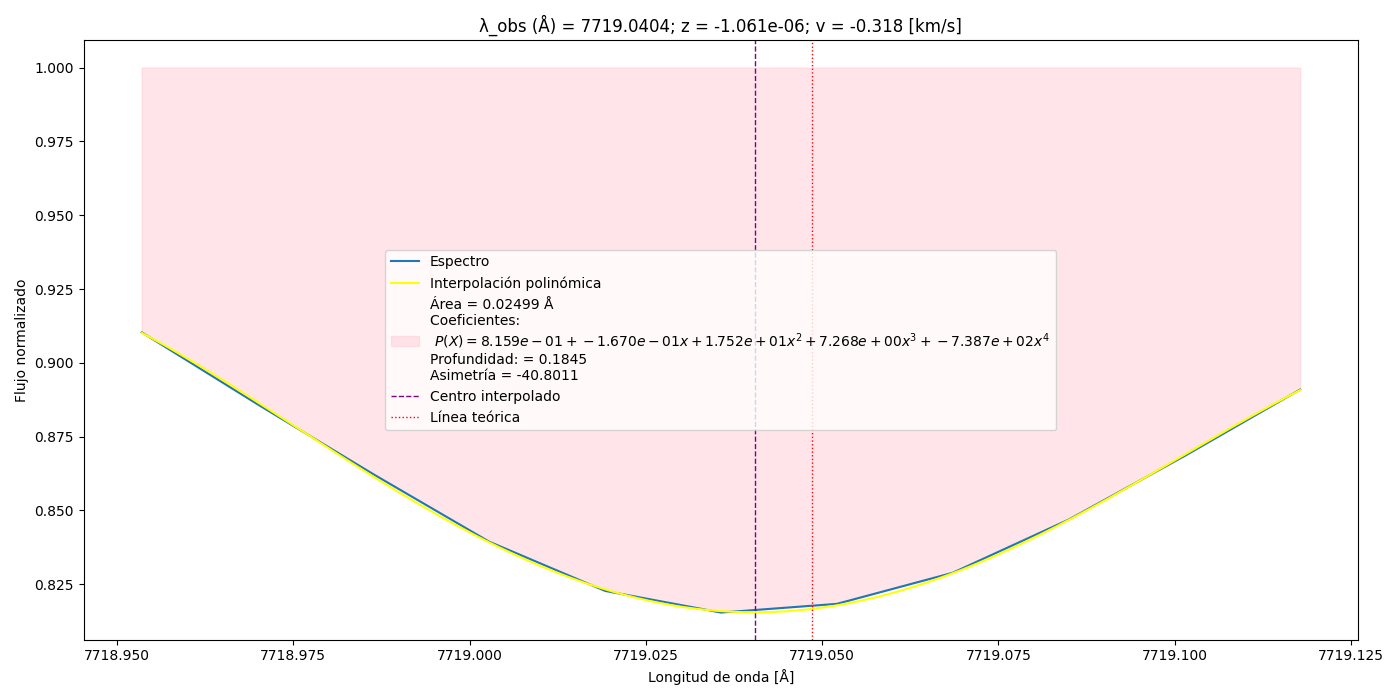 λ_obs (Å) = 7719.0404; z = -1.061e-06; v = -0.318 [km/s]
Flujo normalizado
1.000
0.975
0.950
0.925
0.900
0.875
0.850
0.825
Espectro
Interpolación polinómica
Área = 0.02499 Å
Coeficientes:
P(X) = 8.159e − 01 + −1.670e − 01x + 1.752e + 01x² + 7.268e + 00x³ + −7.387e + 02x⁴
Profundidad: = 0.1845
Asimetría = -40.8011
Centro interpolado
Línea teórica
7718.950 7718.975 7719.000 7719.025 7719.050 7719.075 7719.100 7719.125
Longitud de onda [Å]